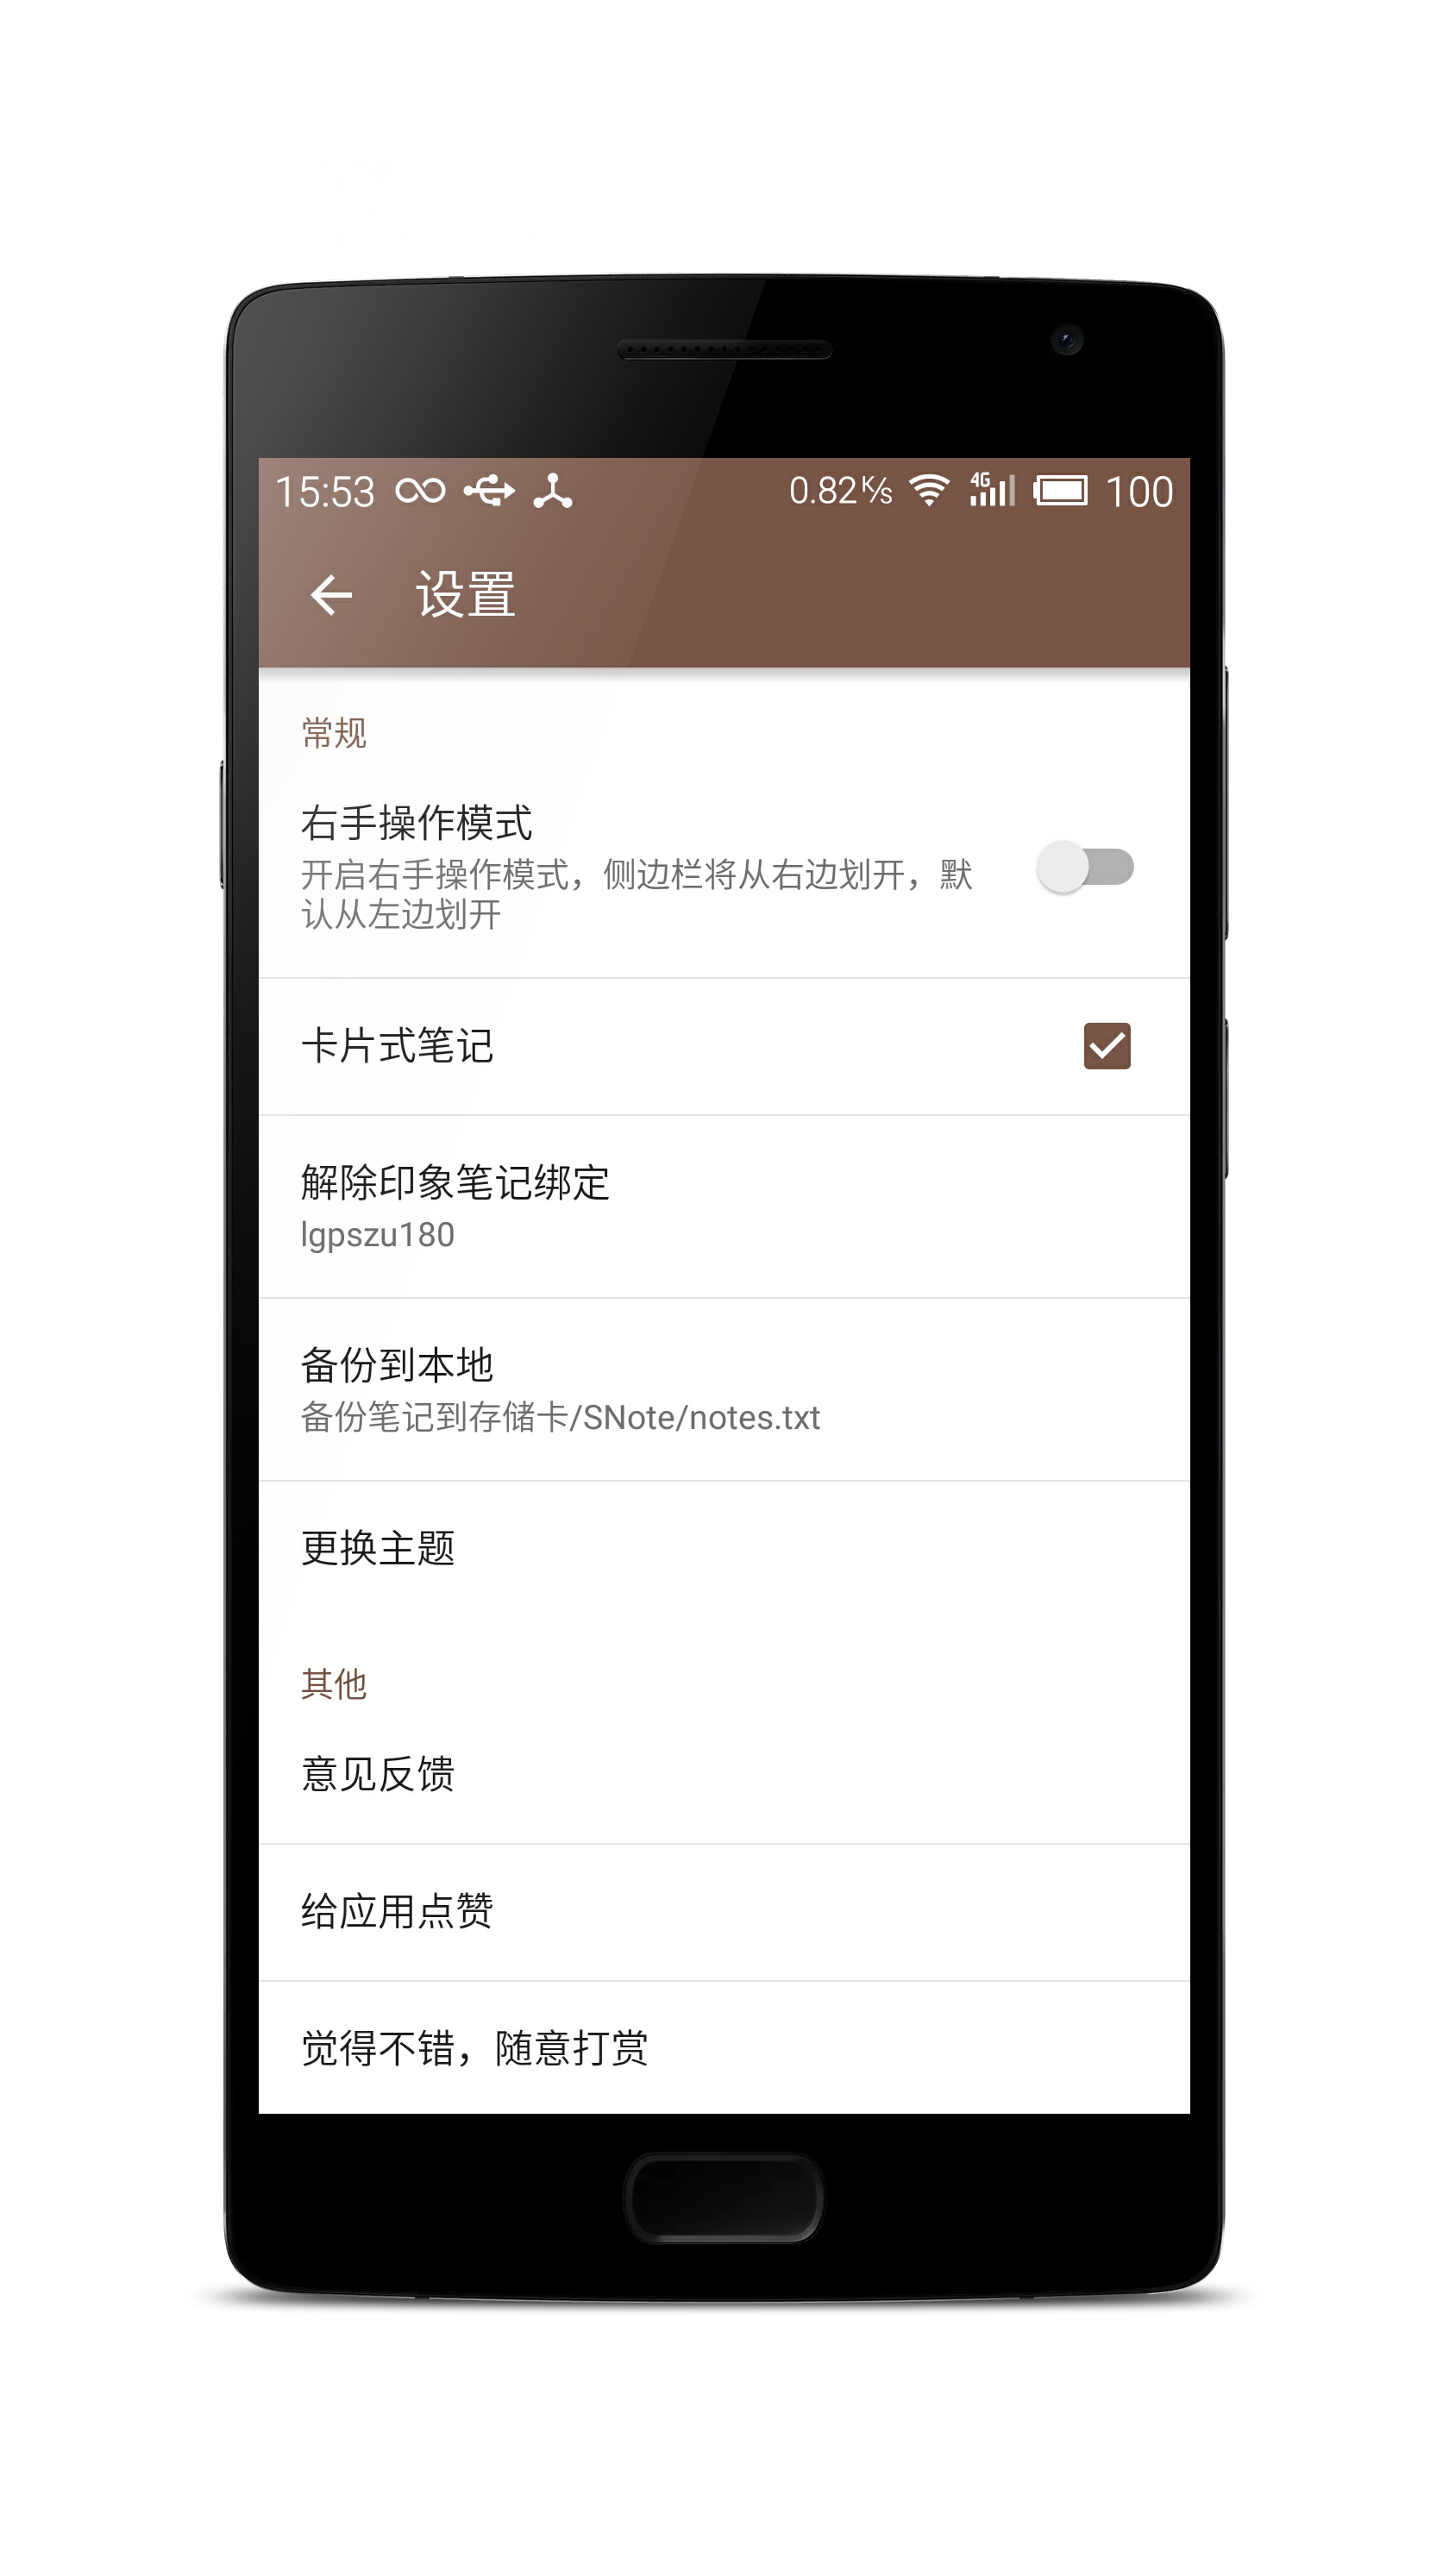 15:53 0.82K/s 4G 100
设置
常规
右手操作模式
开启右手操作模式，侧边栏将从右边划开，默
认从左边划开
卡片式笔记
解除印象笔记绑定
lgpszu180
备份到本地
备份笔记到存储卡/SNote/notes.txt
更换主题
其他
意见反馈
给应用点赞
觉得不错，随意打赏